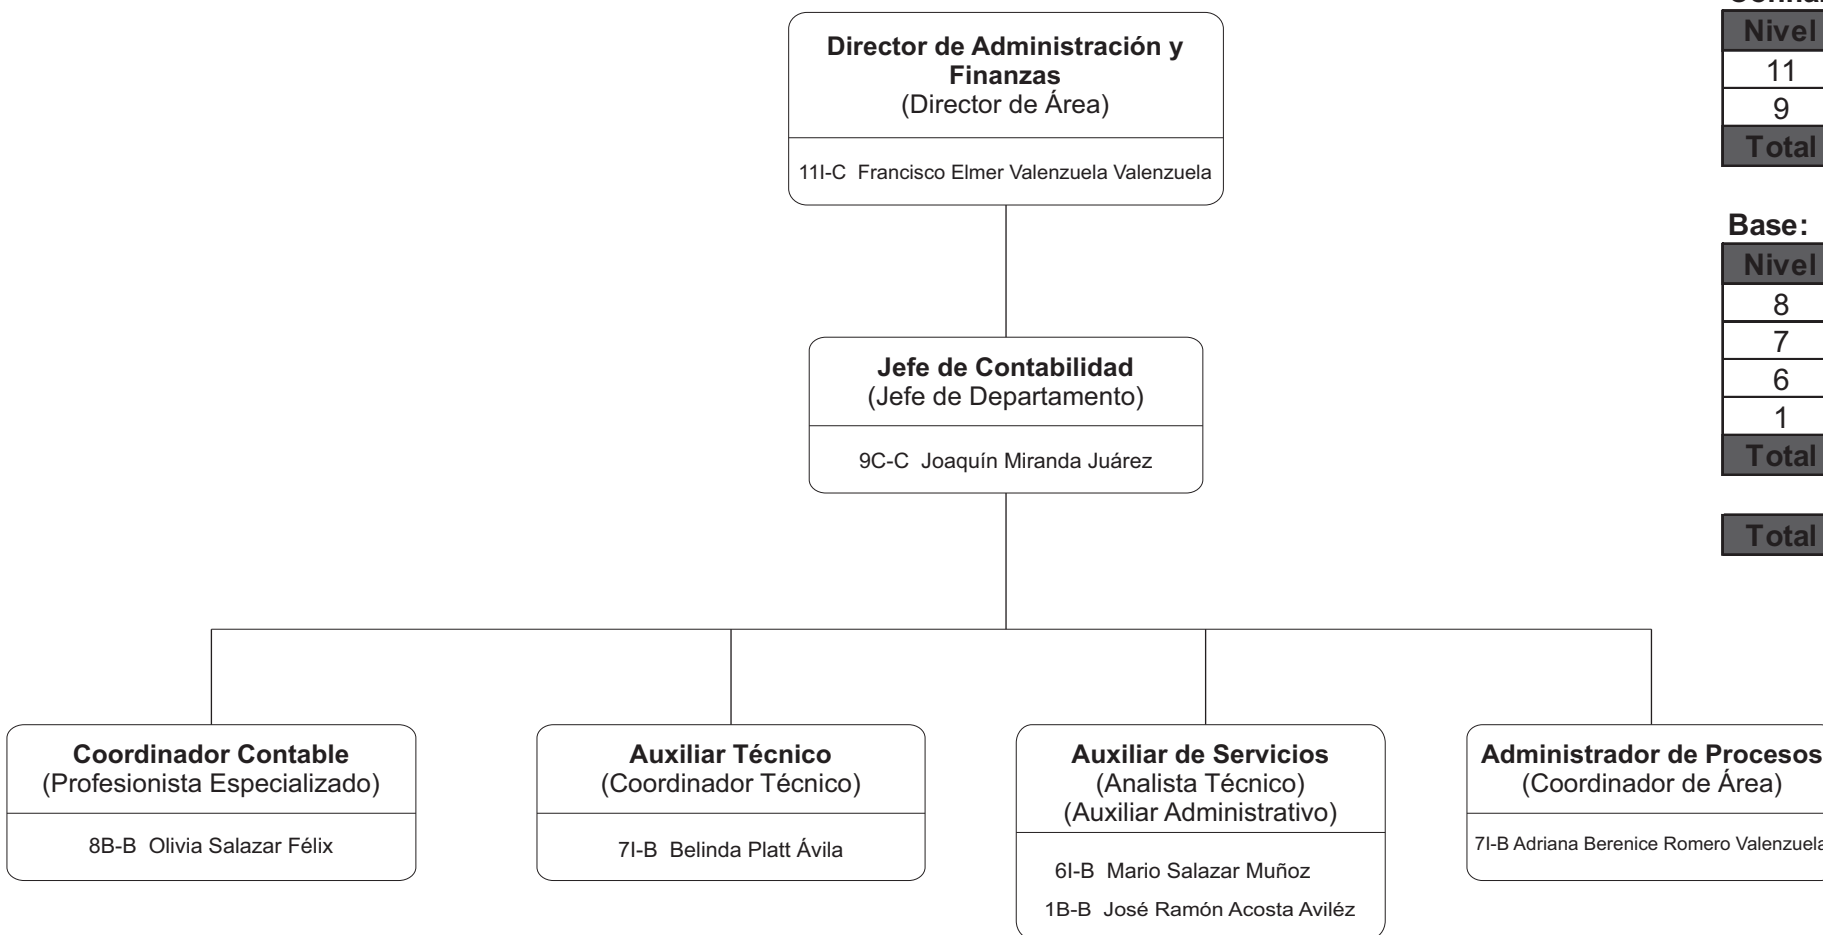 Director de Administración y
Finanzas
(Director de Área)
11I-C Francisco Elmer Valenzuela Valenzuela
Jefe de Contabilidad
(Jefe de Departamento)
9C-C Joaquín Miranda Juárez
Coordinador Contable
(Profesionista Especializado)
8B-B Olivia Salazar Félix
Auxiliar Técnico
(Coordinador Técnico)
7I-B Belinda Platt Ávila
Auxiliar de Servicios
(Analista Técnico)
(Auxiliar Administrativo)
6I-B Mario Salazar Muñoz
1B-B José Ramón Acosta Aviléz
Administrador de Procesos
(Coordinador de Área)
7I-B Adriana Berenice Romero Valenzuela
Nivel
11
9
Total
Base:
Nivel
8
7
6
1
Total
Total